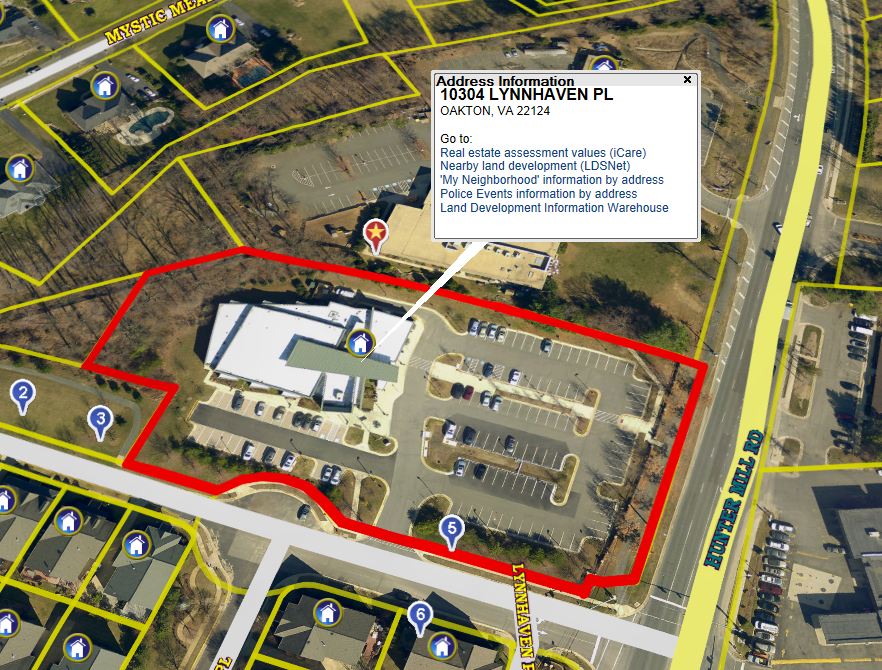 MYSTIC MEA
Address Information
10304 LYNNHAVEN PL
OAKTON, VA 22124
Go to:
Real estate assessment values (iCare)
Nearby land development (LDSNet)
'My Neighborhood' information by address
Police Events information by address
Land Development Information Warehouse
2
3
5
6
HUNTER MILL RD
LYNNHAVEN
PL